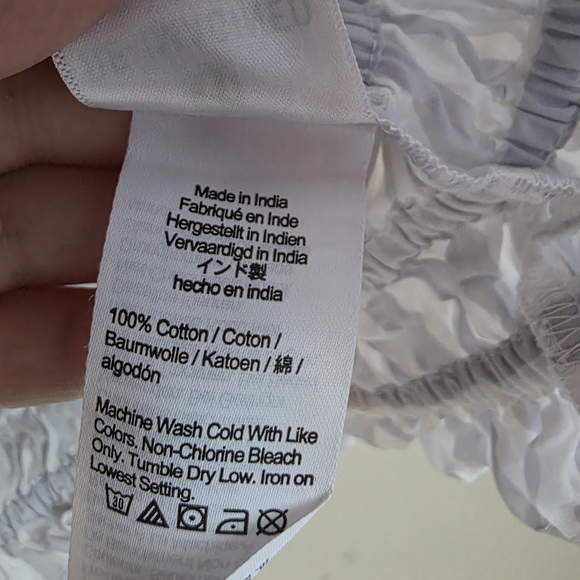 Made in India
Fabriqué en Inde
Hergestellt in Indien
Vervaardigd in India
インド製
hecho en india
100% Cotton / Coton /
Baumwolle / Katoen / 綿 /
algodón
Machine Wash Cold With Like
Colors. Non-Chlorine Bleach
Only. Tumble Dry Low. Iron on
Lowest Setting.
30